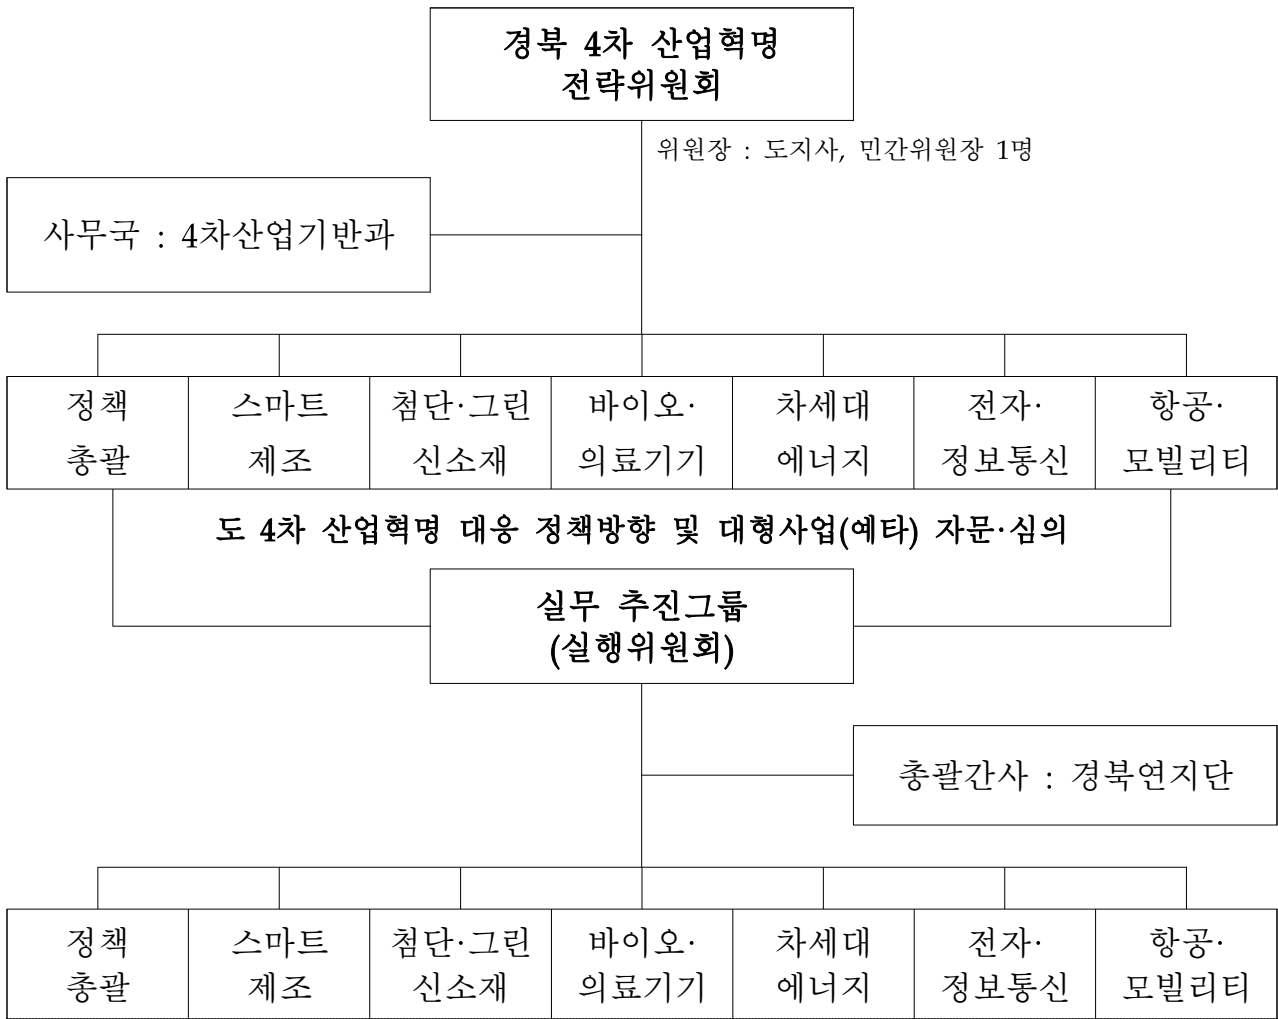 경북 4차 산업혁명
전략위원회
위원장 : 도지사, 민간위원장 1명
사무국 : 4차산업기반과
정책
총괄
스마트
제조
첨단·그린
신소재
바이오·
의료기기
차세대
에너지
전자·
정보통신
항공·
모빌리티
도 4차 산업혁명 대응 정책방향 및 대형사업(예타) 자문·심의
실무 추진그룹
(실행위원회)
총괄간사 : 경북연지단
정책
총괄
스마트
제조
첨단·그린
신소재
바이오·
의료기기
차세대
에너지
전자·
정보통신
항공·
모빌리티